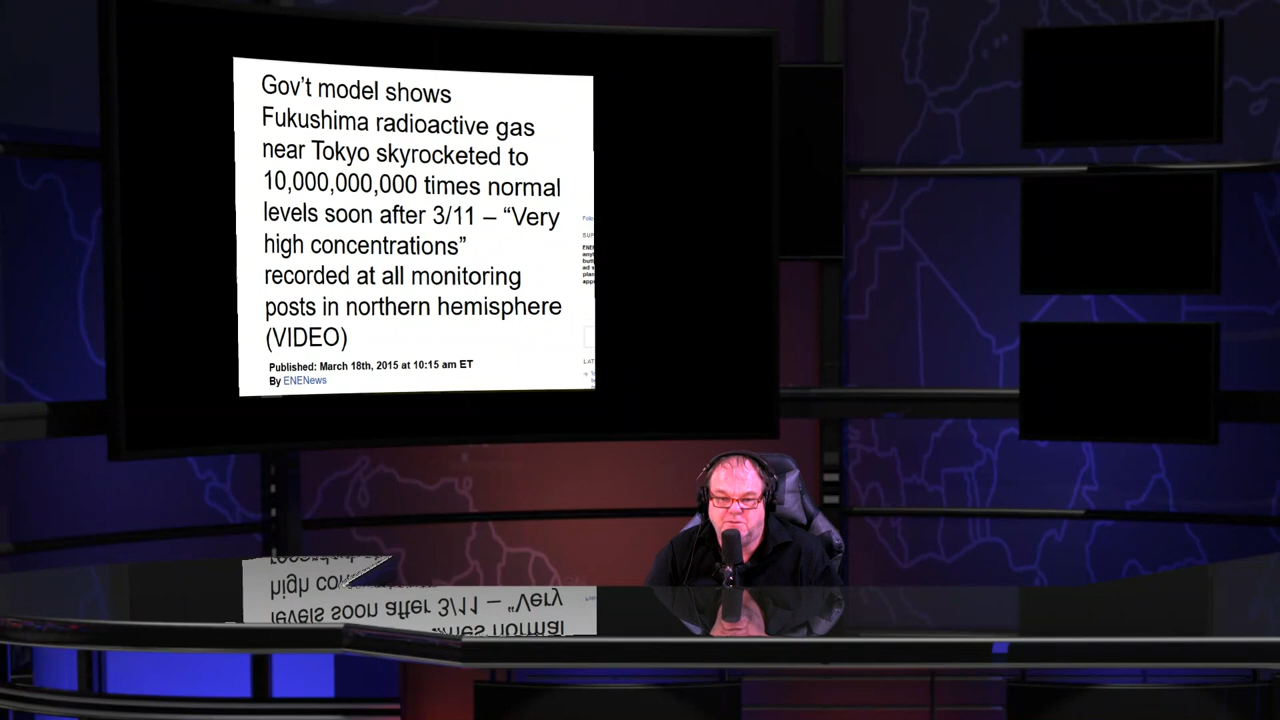 Gov’t model shows
Fukushima radioactive gas
near Tokyo skyrocketed to
10,000,000,000 times normal
levels soon after 3/11 – “Very
high concentrations”
recorded at all monitoring
posts in northern hemisphere
(VIDEO)
Published: March 18th, 2015 at 10:15 am ET
By ENENews